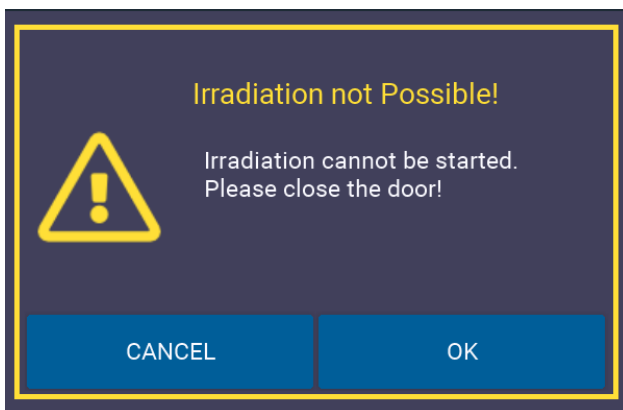 Irradiation not Possible!
Irradiation cannot be started.
Please close the door!
CANCEL
OK